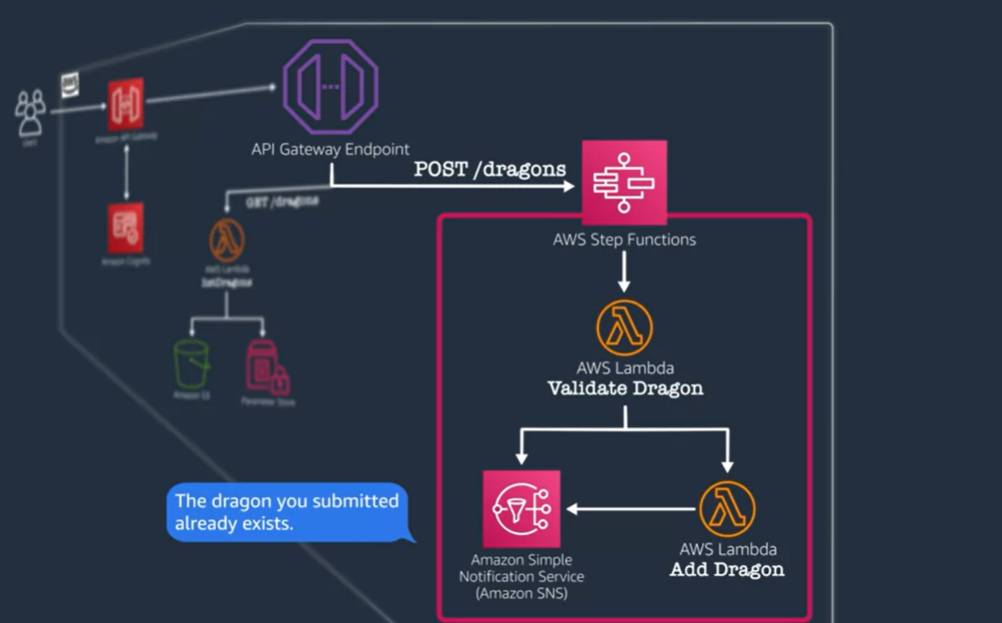 aws
User
Amazon API Gateway
Amazon Cognito
API Gateway Endpoint
POST /dragons
GET /dragons
AWS Lambda
listDragons
Amazon S3
Parameter Store
AWS Step Functions
AWS Lambda
Validate Dragon
The dragon you submitted
already exists.
Amazon Simple
Notification Service
(Amazon SNS)
AWS Lambda
Add Dragon